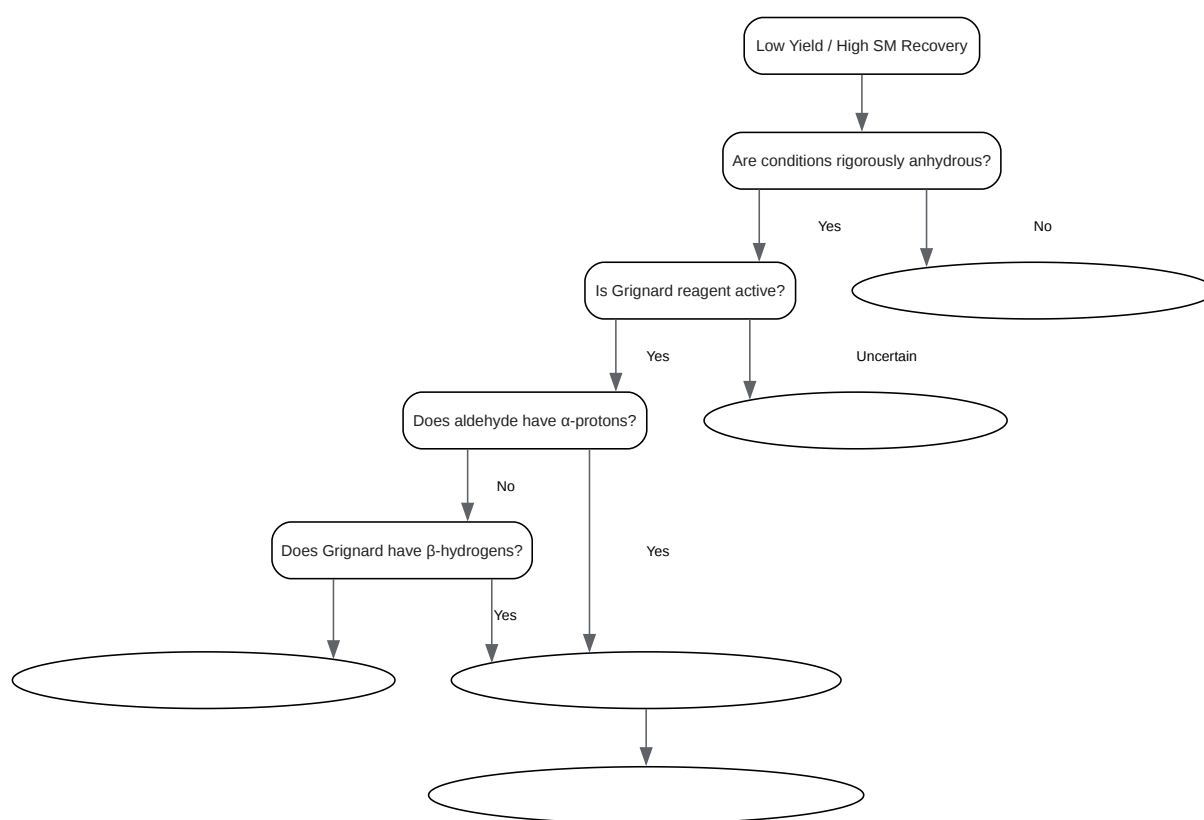 Low Yield / High SM Recovery
Are conditions rigorously anhydrous?
Yes
No
Is Grignard reagent active?
Yes
Uncertain
Does aldehyde have α-protons?
No
Does Grignard have β-hydrogens?
Yes
Yes